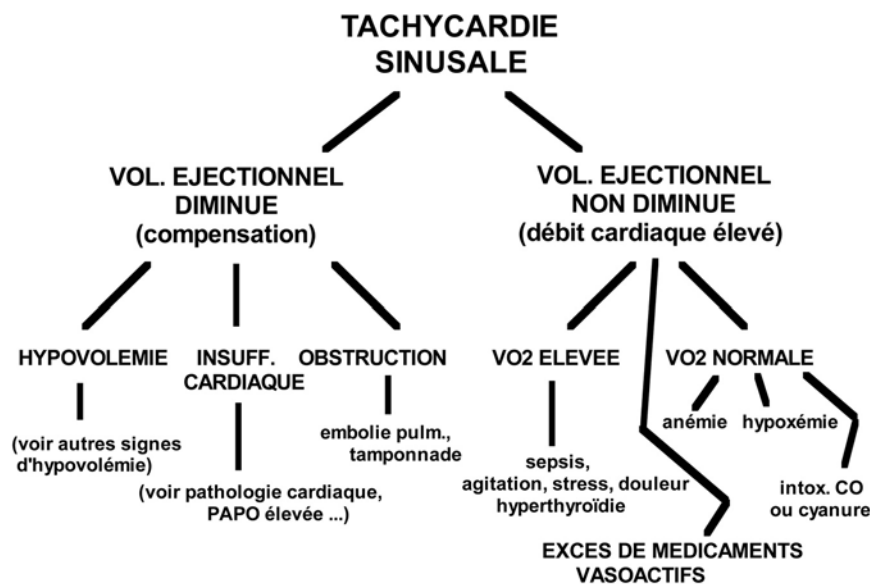 TACHYCARDIE
SINUSALE
VOL. EJECTIONNEL
DIMINUE
(compensation)
VOL. EJECTIONNEL
NON DIMINUE
(débit cardiaque élevé)
HYPOVOLEMIE
(voir autres signes
d'hypovolémie)
INSUFF.
CARDIAQUE
(voir pathologie cardiaque,
PAPO élevée ...)
OBSTRUCTION
embolie pulm.,
tamponnade
VO2 ELEVEE
sepsis,
agitation, stress, douleur
hyperthyroïdie
VO2 NORMALE
anémie
hypoxémie
intox. CO
ou cyanure
EXCES DE MEDICAMENTS
VASOACTIFS